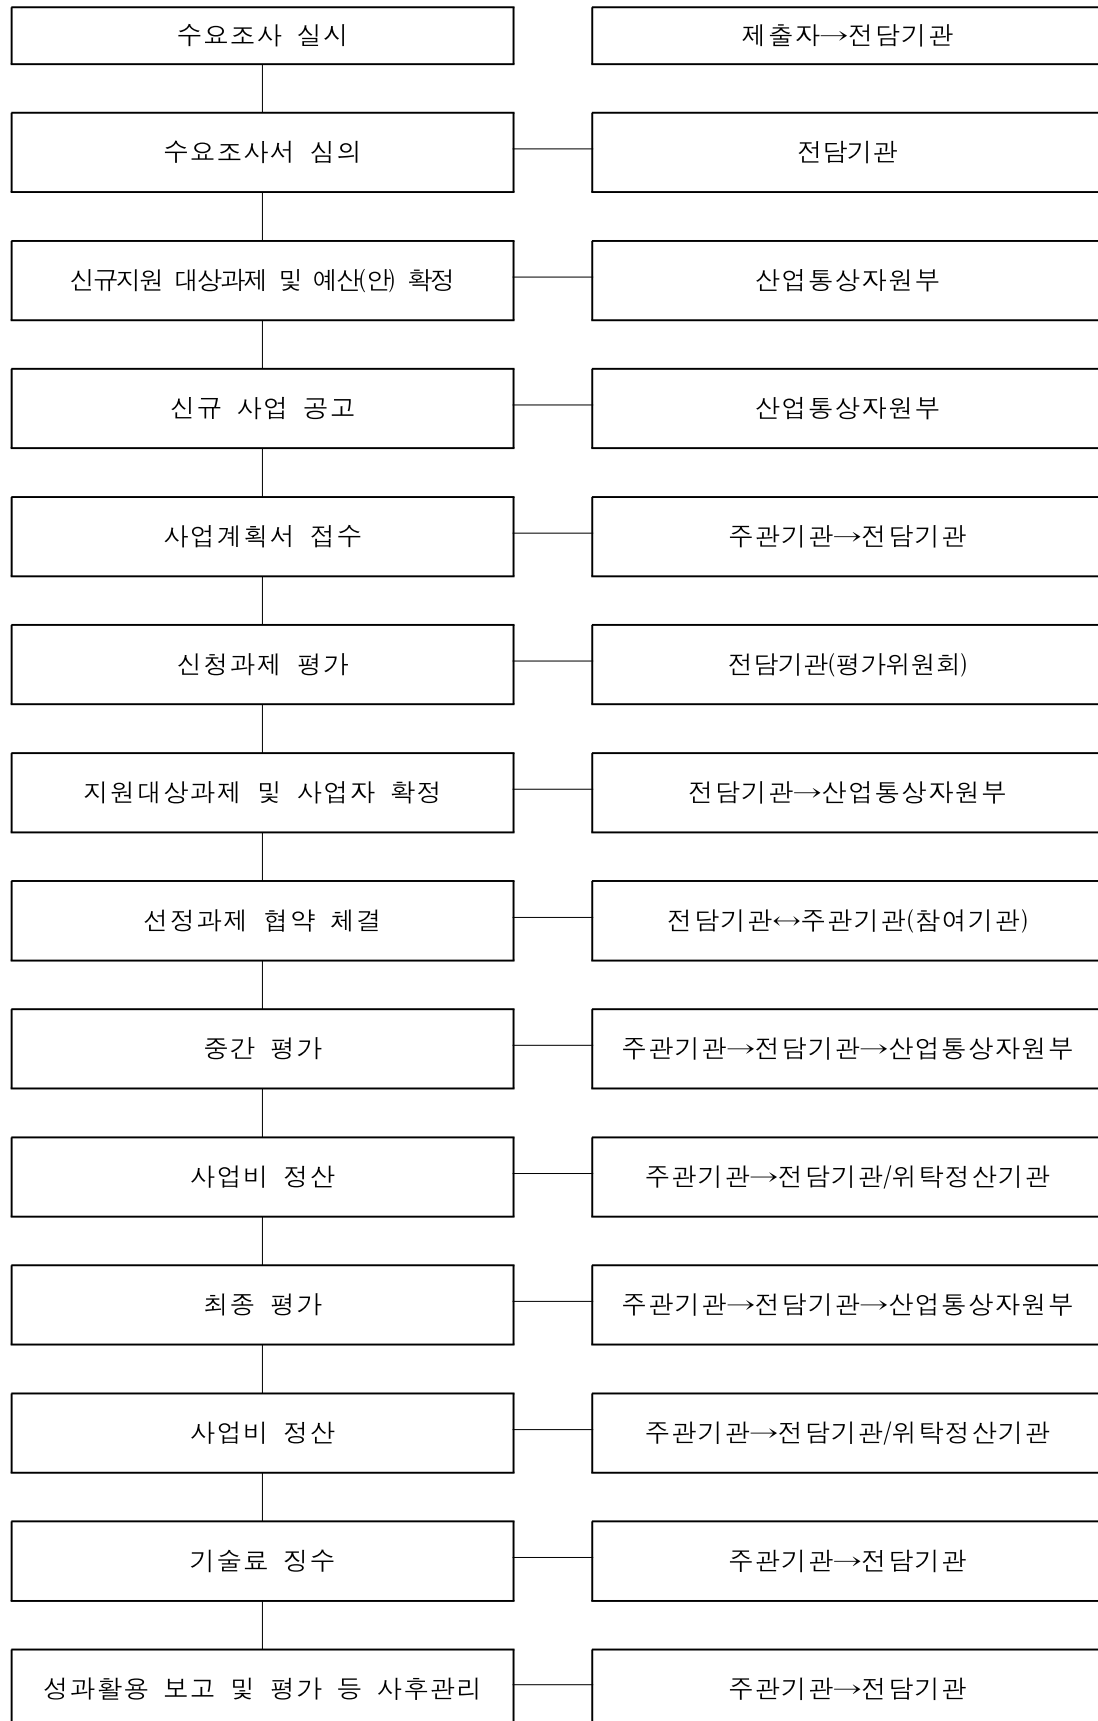 수요조사 실시
제출자→전담기관
수요조사서 심의
전담기관
신규지원 대상과제 및 예산(안) 확정
산업통상자원부
신규 사업 공고
산업통상자원부
사업계획서 접수
주관기관→전담기관
신청과제 평가
전담기관(평가위원회)
지원대상과제 및 사업자 확정
전담기관→산업통상자원부
선정과제 협약 체결
전담기관↔주관기관(참여기관)
중간 평가
주관기관→전담기관→산업통상자원부
사업비 정산
주관기관→전담기관/위탁정산기관
최종 평가
주관기관→전담기관→산업통상자원부
사업비 정산
주관기관→전담기관/위탁정산기관
기술료 징수
주관기관→전담기관
성과활용 보고 및 평가 등 사후관리
주관기관→전담기관